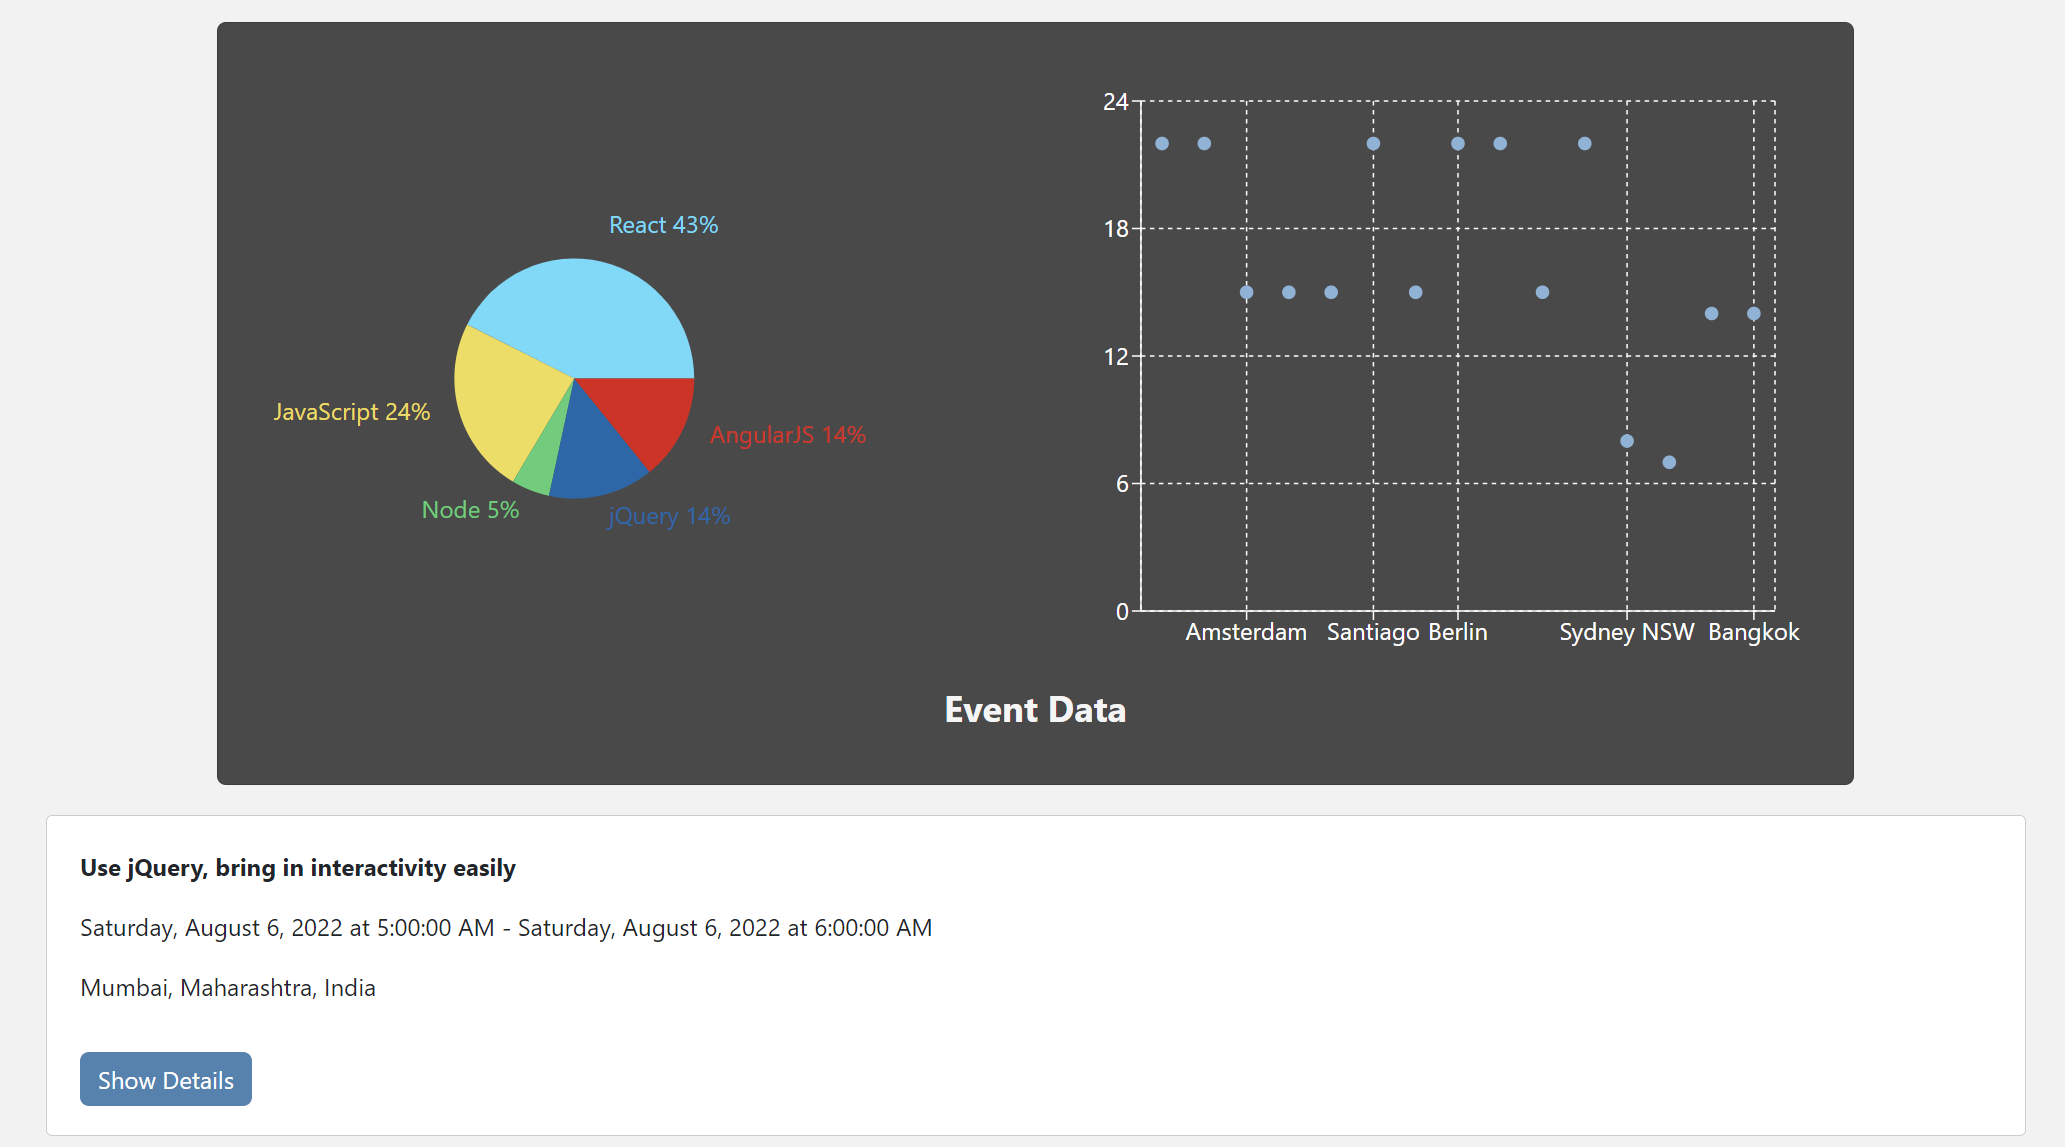 React 43%
JavaScript 24%
AngularJS 14%
Node 5%
jQuery 14%
24
18
12
6
0
Amsterdam Santiago Berlin Sydney NSW Bangkok
Event Data
Use jQuery, bring in interactivity easily
Saturday, August 6, 2022 at 5:00:00 AM - Saturday, August 6, 2022 at 6:00:00 AM
Mumbai, Maharashtra, India
Show Details